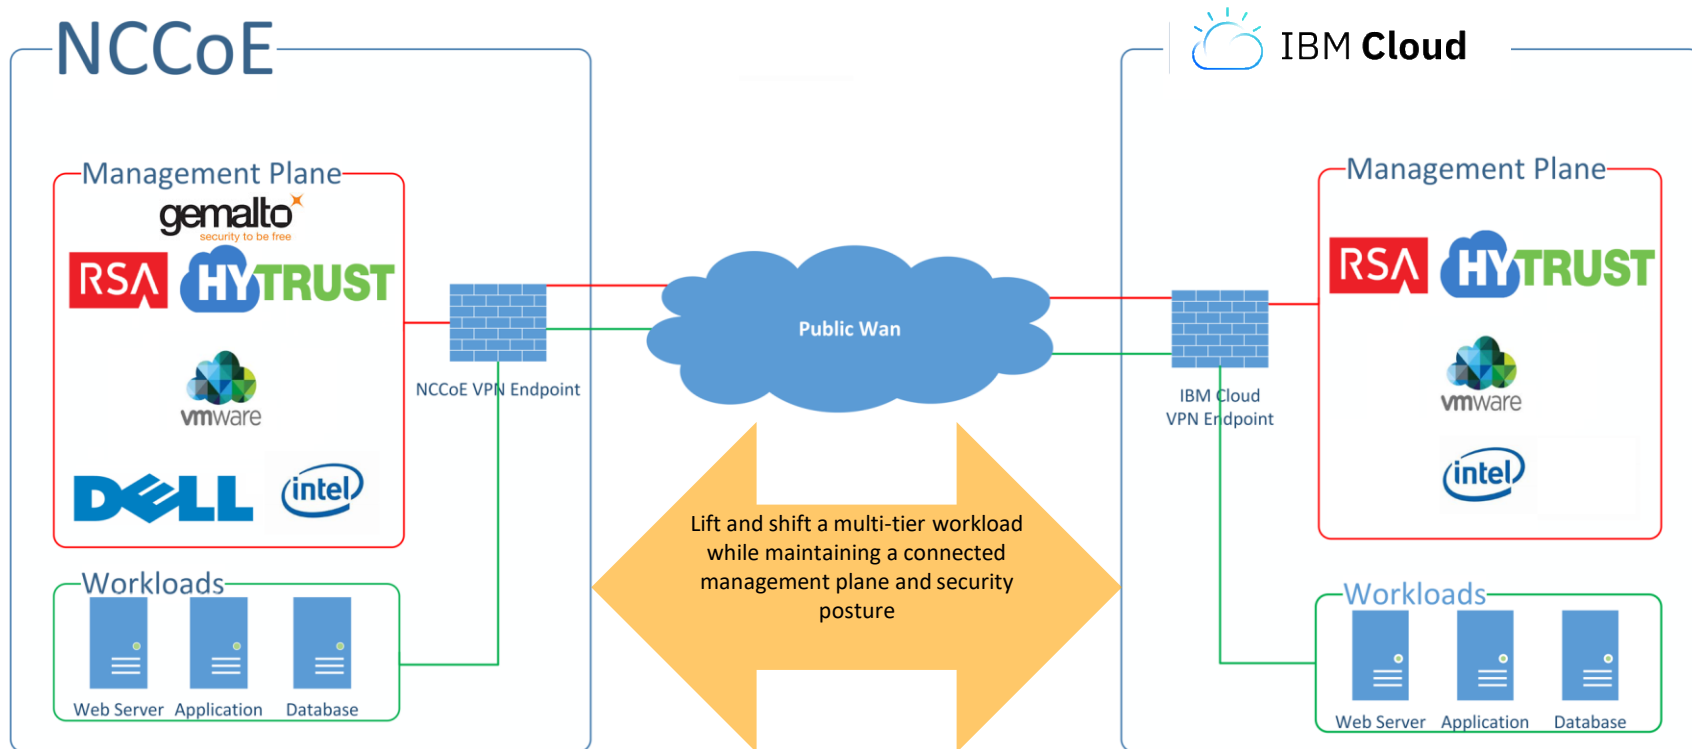 NCCoE
Management Plane
gemalto
security to be free
RSA
HYTRUST
vmware
DELL
intel
Workloads
Web Server
Application
Database
NCCoE VPN Endpoint
Public Wan
Lift and shift a multi-tier workload
while maintaining a connected
management plane and security
posture
IBM Cloud
IBM Cloud
VPN Endpoint
Management Plane
RSA
HYTRUST
vmware
intel
Workloads
Web Server
Application
Database